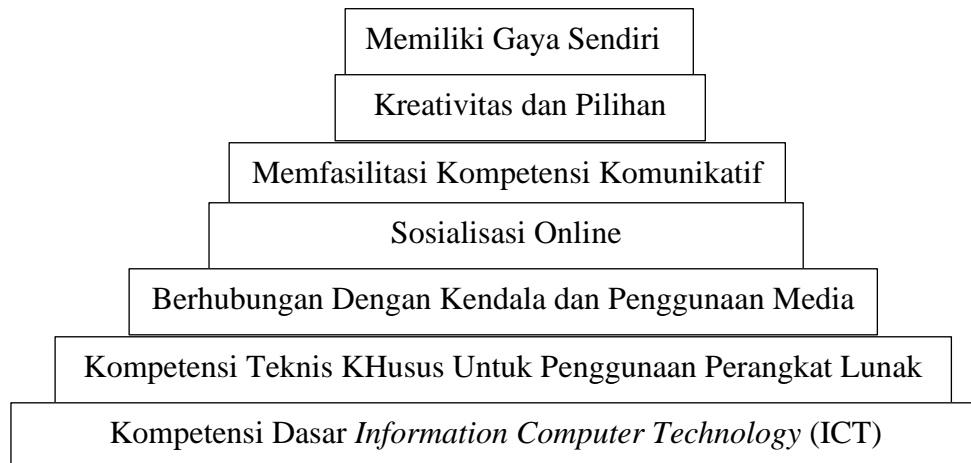 Memiliki Gaya Sendiri
Kreativitas dan Pilihan
Memfasilitasi Kompetensi Komunikatif
Sosialisasi Online
Berhubungan Dengan Kendala dan Penggunaan Media
Kompetensi Teknis KHusus Untuk Penggunaan Perangkat Lunak
Kompetensi Dasar Information Computer Technology (ICT)